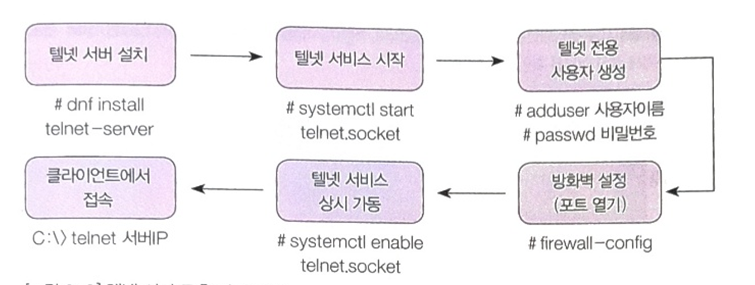 텔넷 서버 설치
# dnf install
telnet-server
텔넷 서비스 시작
# systemctl start
telnet.socket
텔넷 전용
사용자 생성
# adduser 사용자이름
# passwd 비밀번호
방화벽 설정
(포트 열기)
# firewall-config
텔넷 서비스
상시 가동
# systemctl enable
telnet.socket
클라이언트에서
접속
C:\> telnet 서버IP